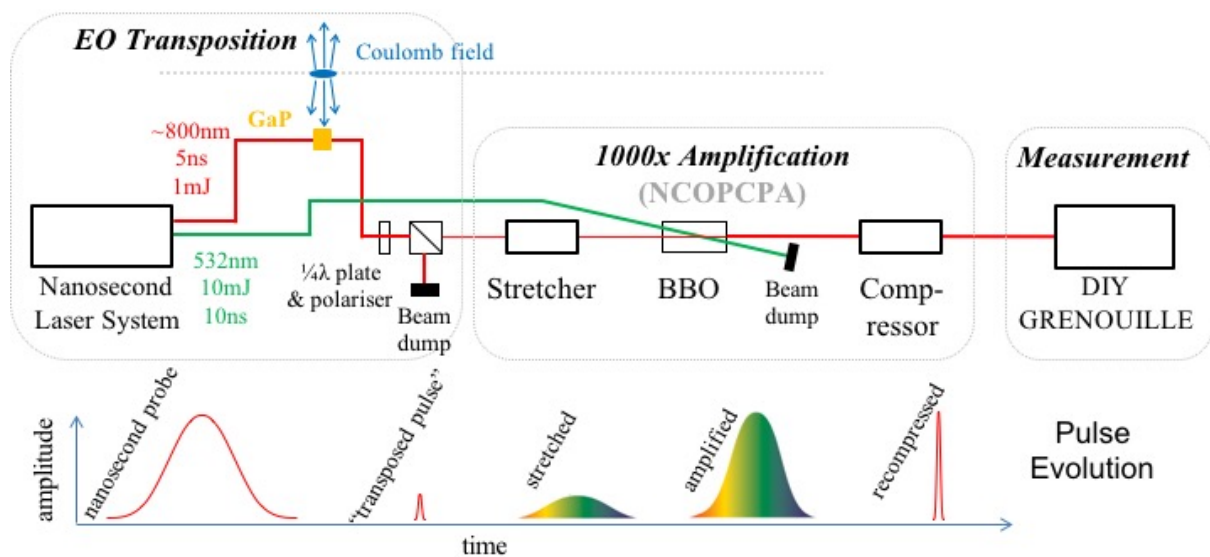 EO Transposition
Coulomb field
GaP
~800nm
5ns
1mJ
532nm
10mJ
10ns
Nanosecond
Laser System
¼λ plate
& polariser
Beam
dump
1000x Amplification
(NCOPCPA)
Stretcher
BBO
Beam
dump
Comp-
ressor
Measurement
DIY
GRENOUILLE
amplitude
nanosecond probe
“transposed pulse”
stretched
amplified
recompressed
time
Pulse
Evolution